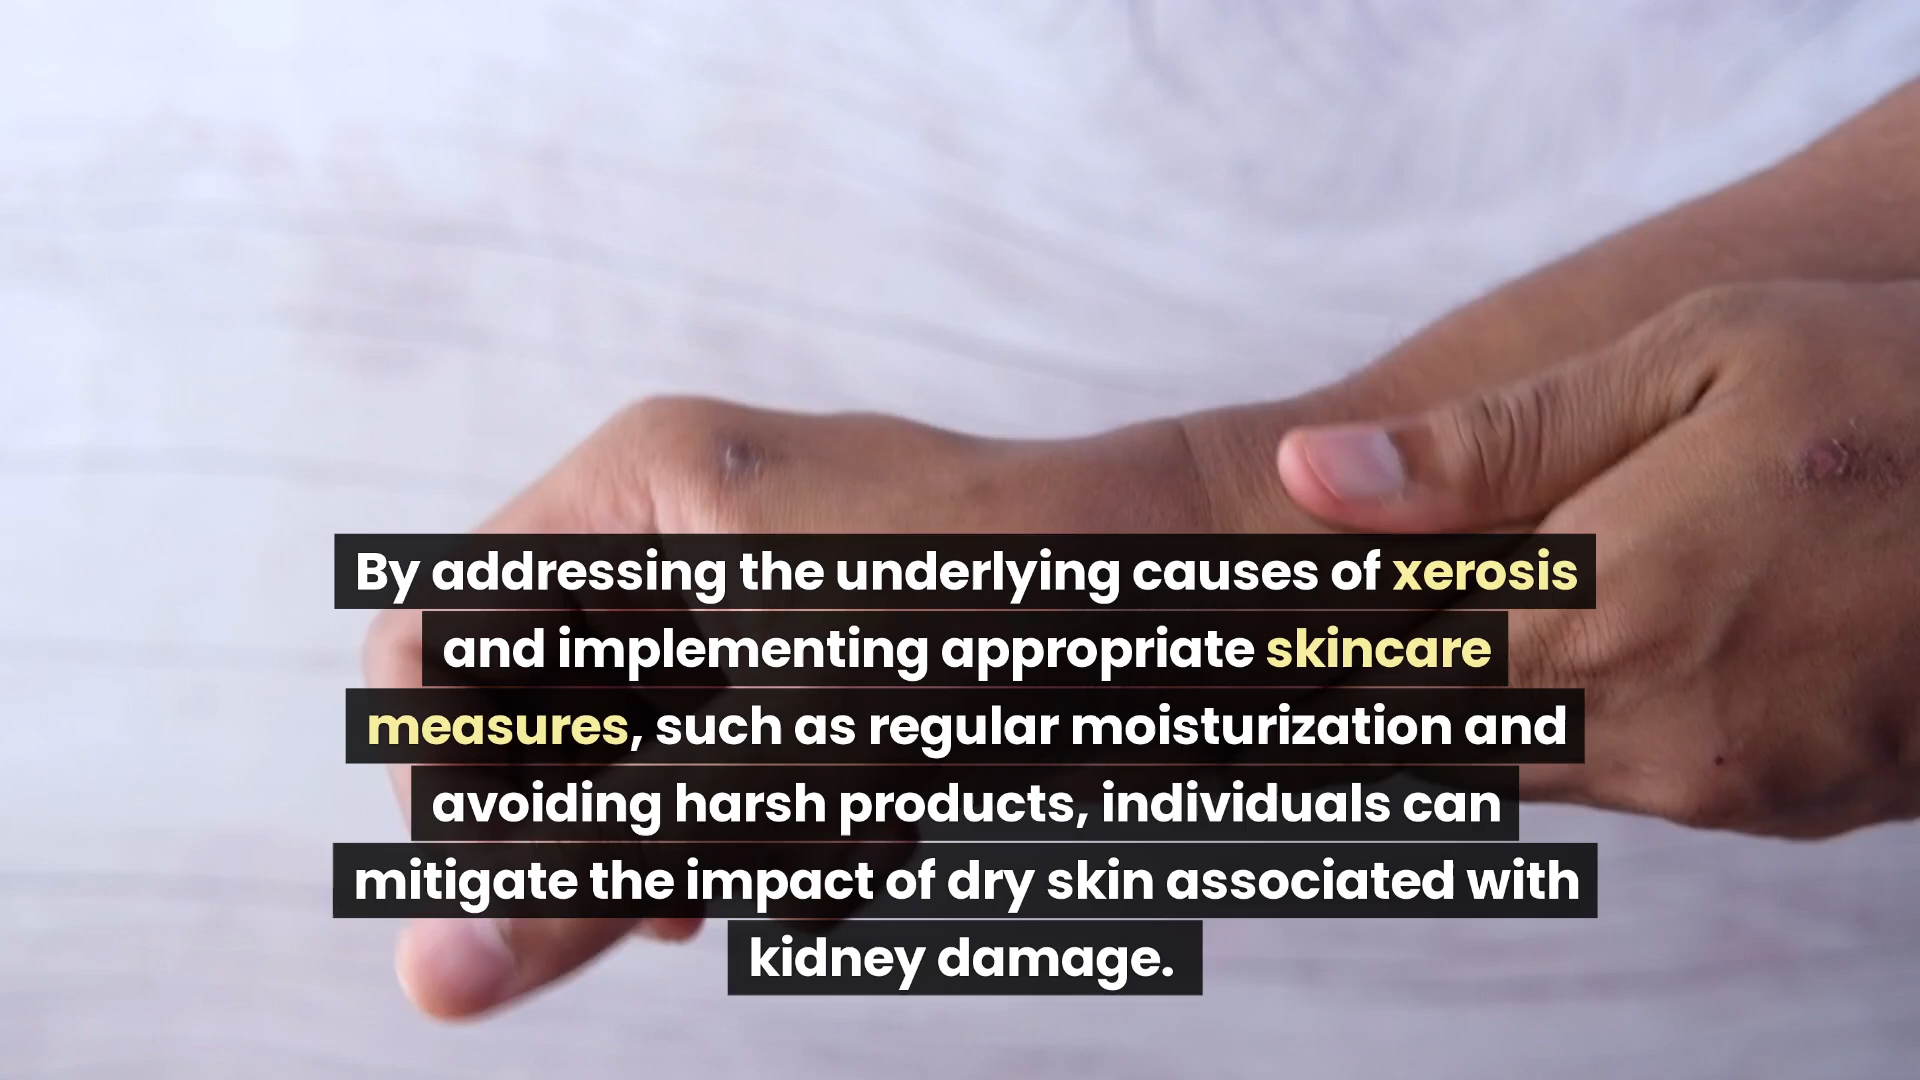 By addressing the underlying causes of xerosis
and implementing appropriate skincare
measures, such as regular moisturization and
avoiding harsh products, individuals can
mitigate the impact of dry skin associated with
kidney damage.